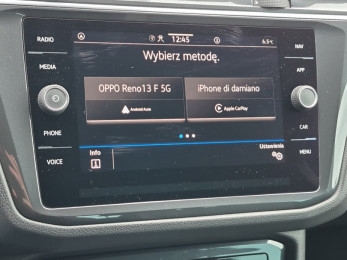 RADIO
12:45
6.5°C
NAV
Wybierz metodę.
MEDIA
APP
OPPO Reno13 F 5G
iPhone di damiano
Android Auto
Apple CarPlay
PHONE
CAR
Info
Ustawienia
VOICE
MENU